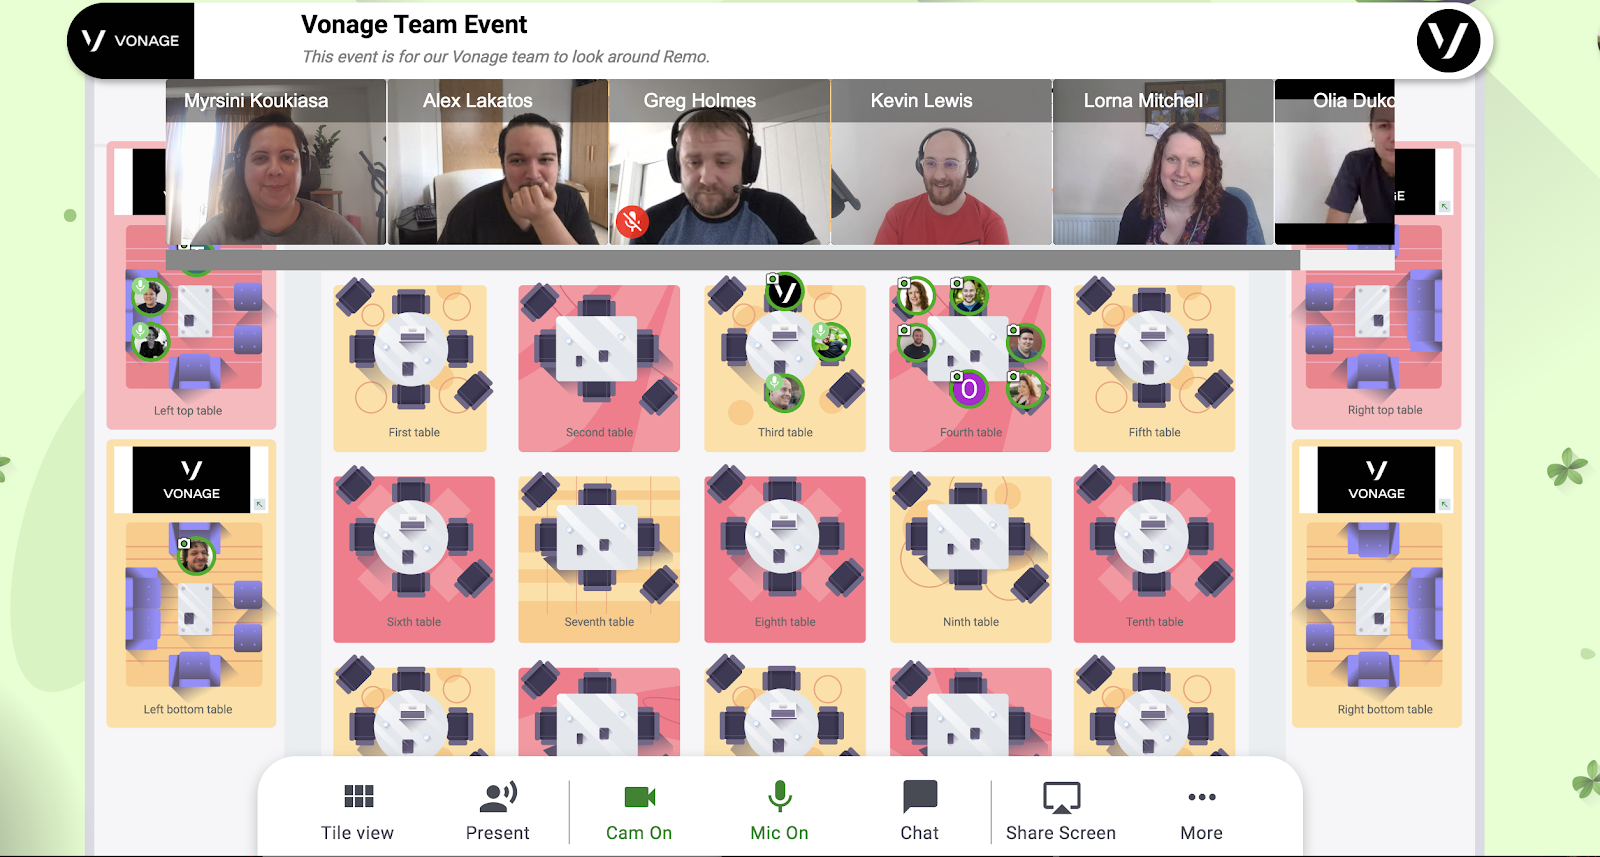 VONAGE
Vonage Team Event
This event is for our Vonage team to look around Remo.
Myrsini Koukiasa
Alex Lakatos
Greg Holmes
Kevin Lewis
Lorna Mitchell
Olia Dukc
GE
Left top table
First table
Second table
Third table
O
Fourth table
Fifth table
Right top table
VONAGE
Left bottom table
Sixth table
Seventh table
Eighth table
Ninth table
Tenth table
VONAGE
Right bottom table
Tile view
Present
Cam On
Mic On
Chat
Share Screen
More